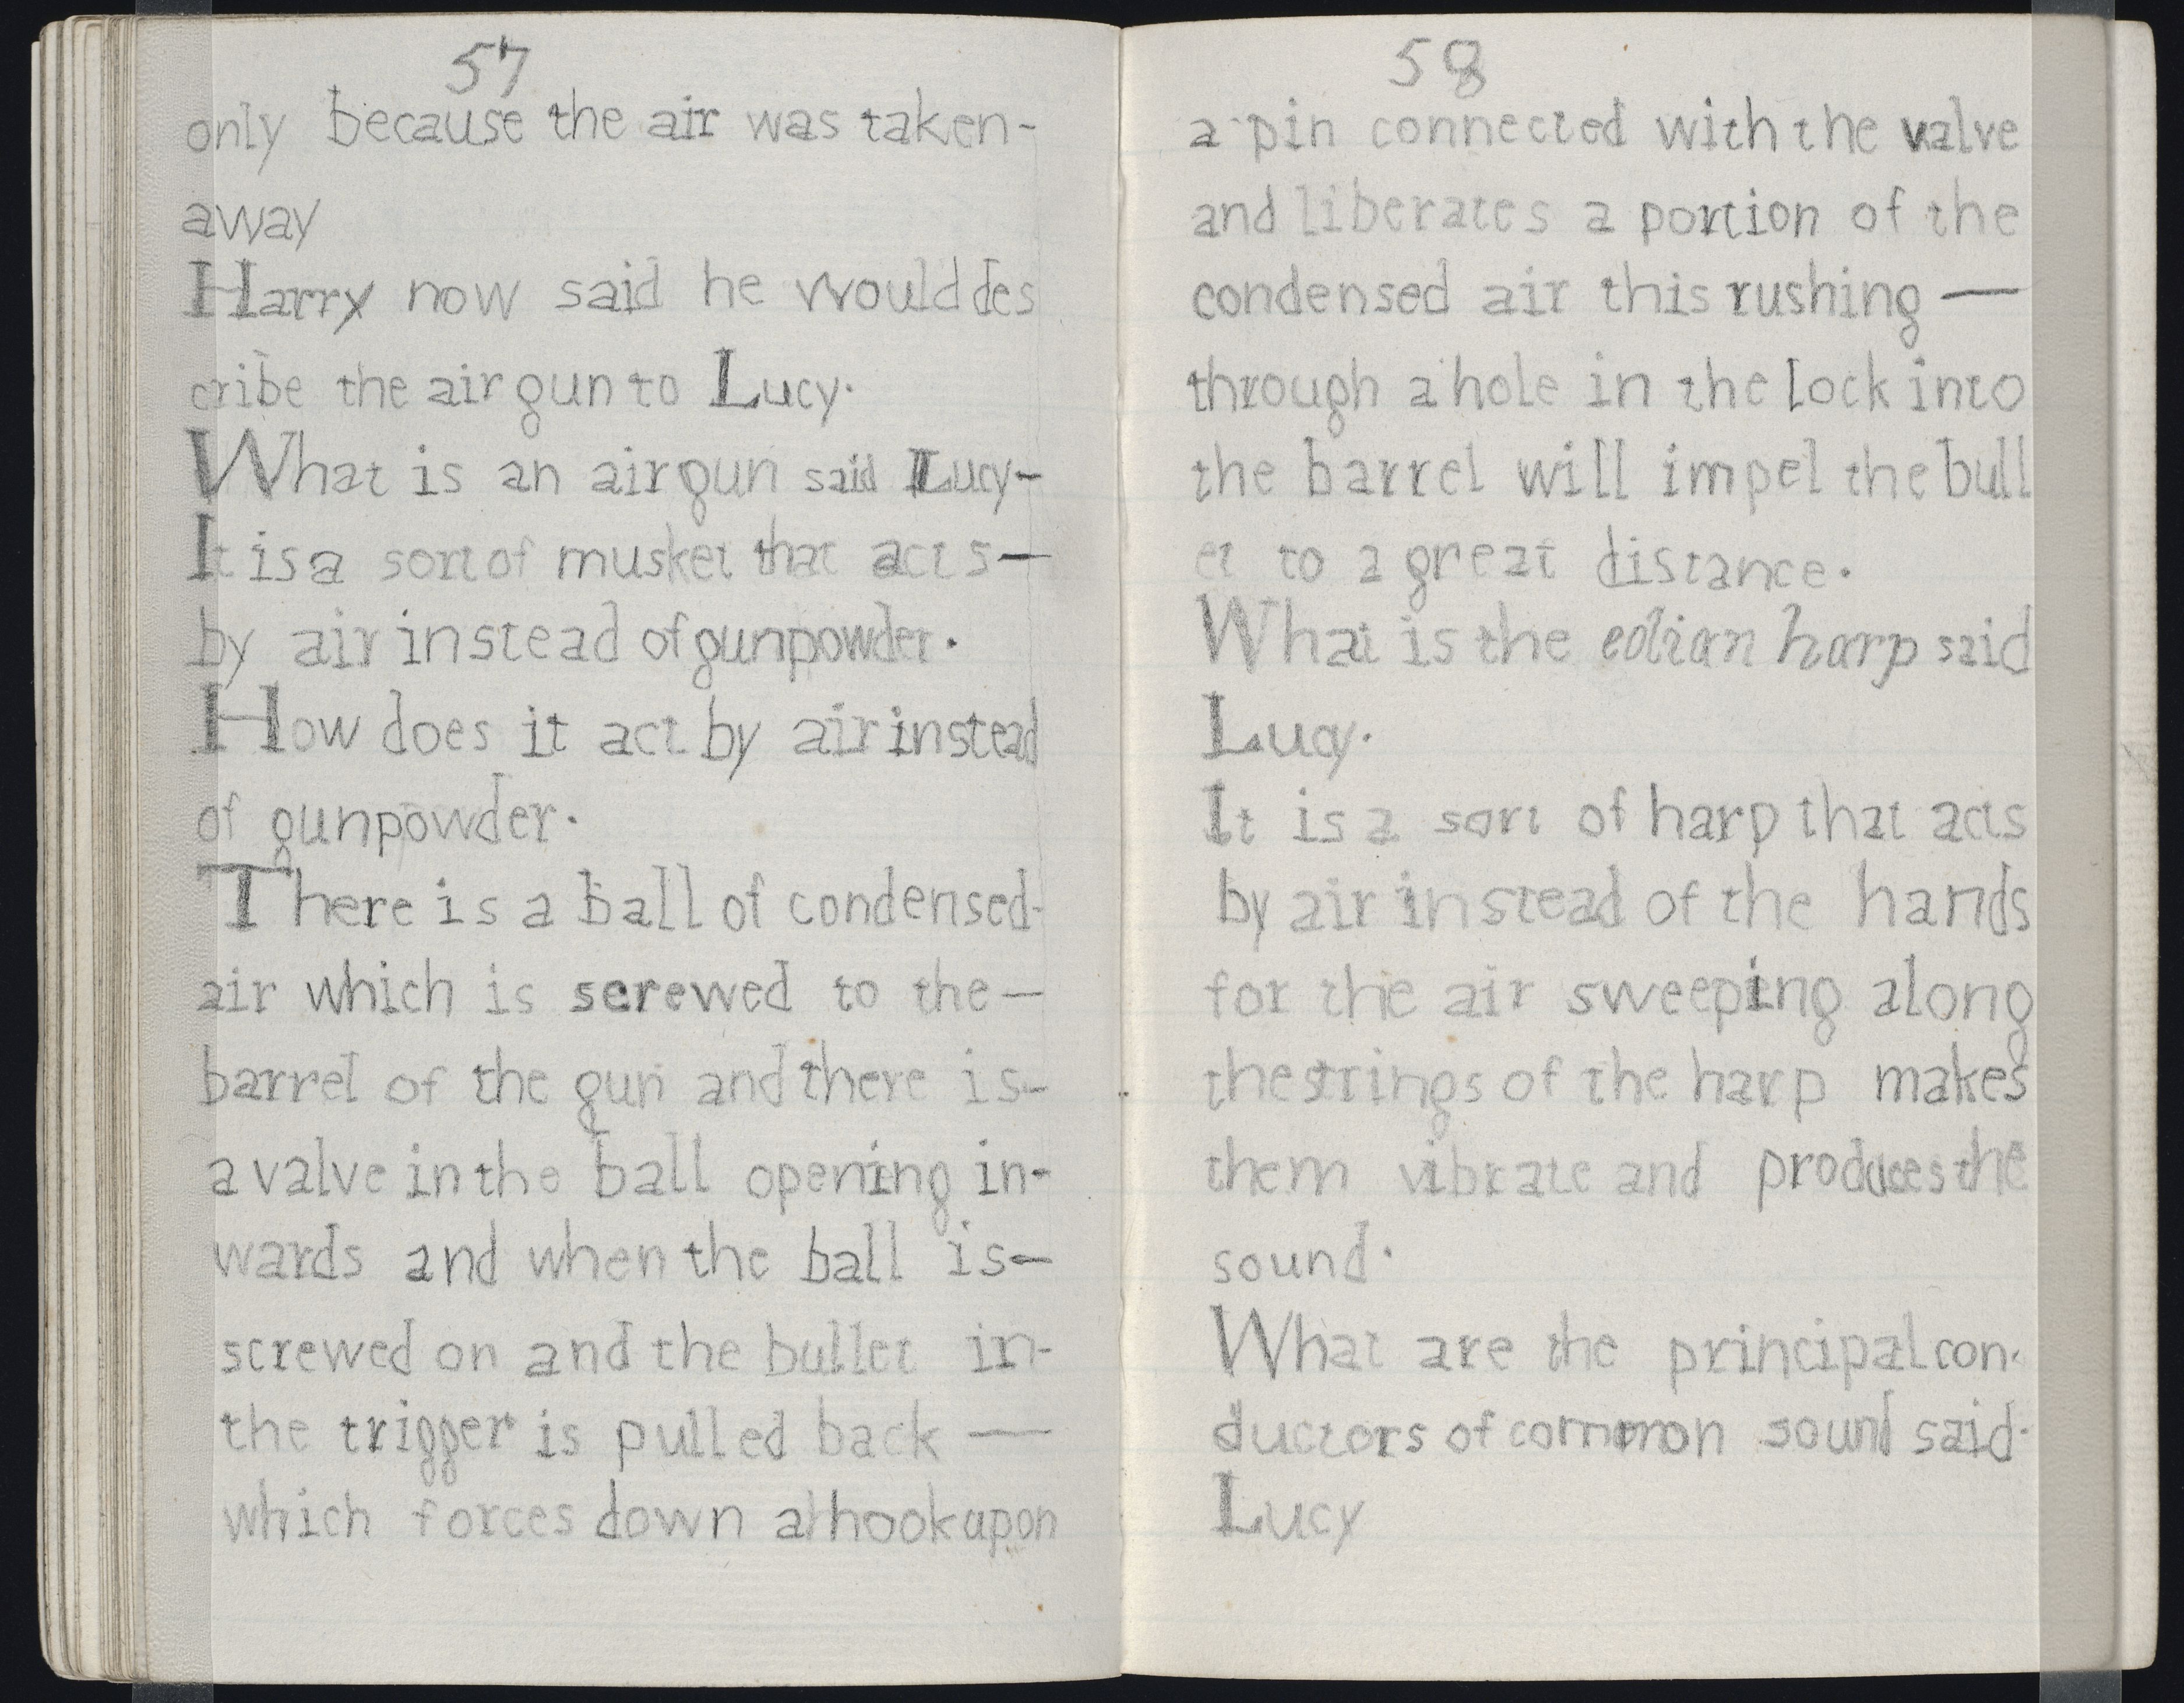 57
only because the air was taken-
away
Harry now said he would des
cribe the air gun to Lucy.
What is an air gun said Lucy-
It is a sort of musket that acts—
by air instead of gunpowder.
How does it act by air instead
of gunpowder.
There is a ball of condensed-
air which is screwed to the—
barrel of the gun and there is-
a valve in the ball opening in-
wards and when the ball is—
screwed on and the bullet in-
the trigger is pulled back —
which forces down a hook upon
58
a pin connected with the valve
and liberates a portion of the
condensed air this rushing —
through a hole in the lock into
the barrel will impel the bull
et to a great distance.
What is the eolian harp said
Lucy.
It is a sort of harp that acts
by air instead of the hands
for the air sweeping along
the strings of the harp makes
them vibrate and produces the
sound.
What are the principal con-
ductors of common sound said-
Lucy